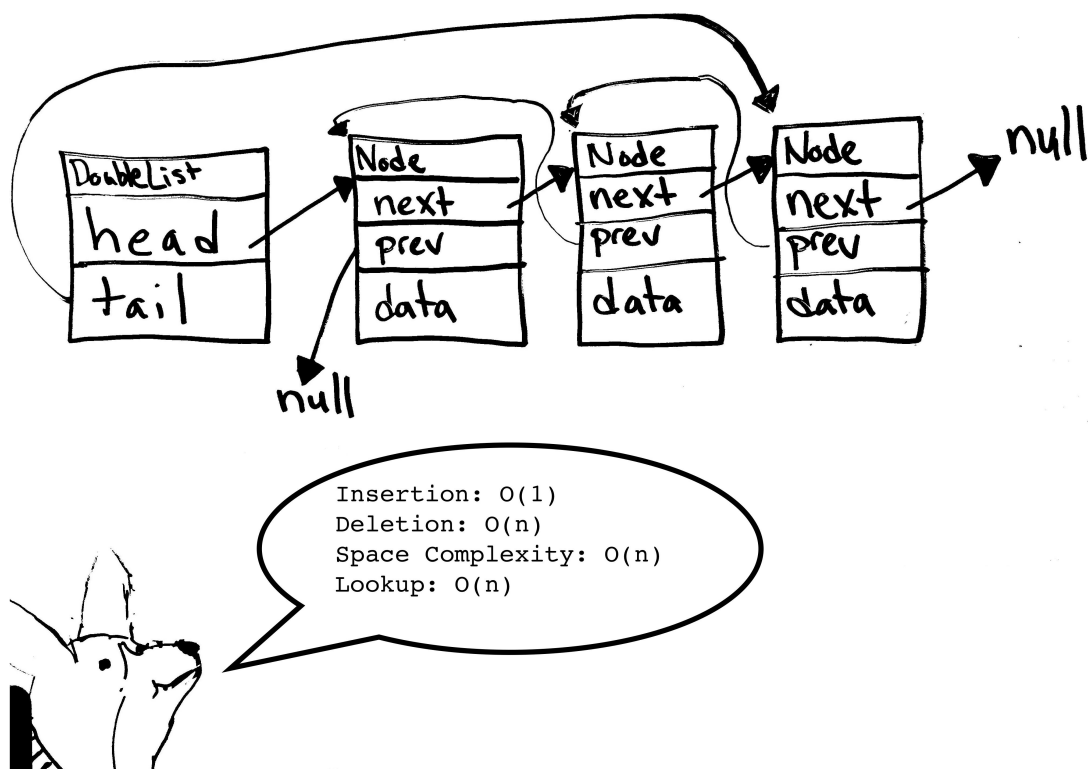 DoubleList
head
tail
Node
next
prev
data
null
Node
next
prev
data
Node
next
prev
data
null
Insertion: O(1)
Deletion: O(n)
Space Complexity: O(n)
Lookup: O(n)